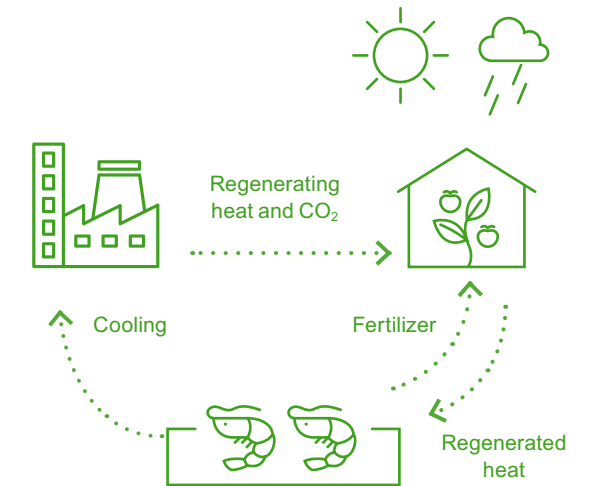 Regenerating
heat and CO₂
Cooling
Fertilizer
Regenerated
heat